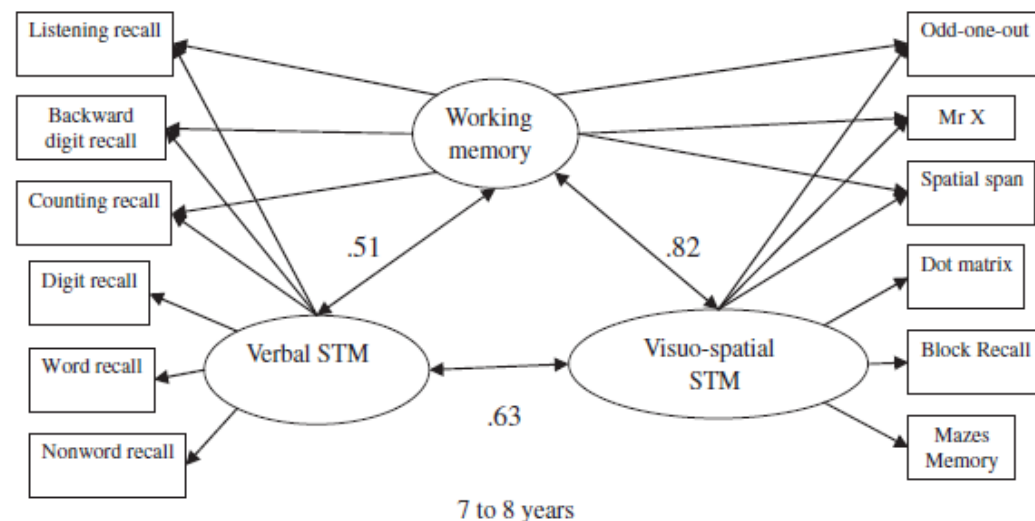 Listening recall
Odd-one-out
Working
memory
Backward
digit recall
Mr X
Counting recall
Spatial span
.51
.82
Digit recall
Dot matrix
Verbal STM
Visuo-spatial
STM
Word recall
Block Recall
.63
Nonword recall
Mazes
Memory
7 to 8 years